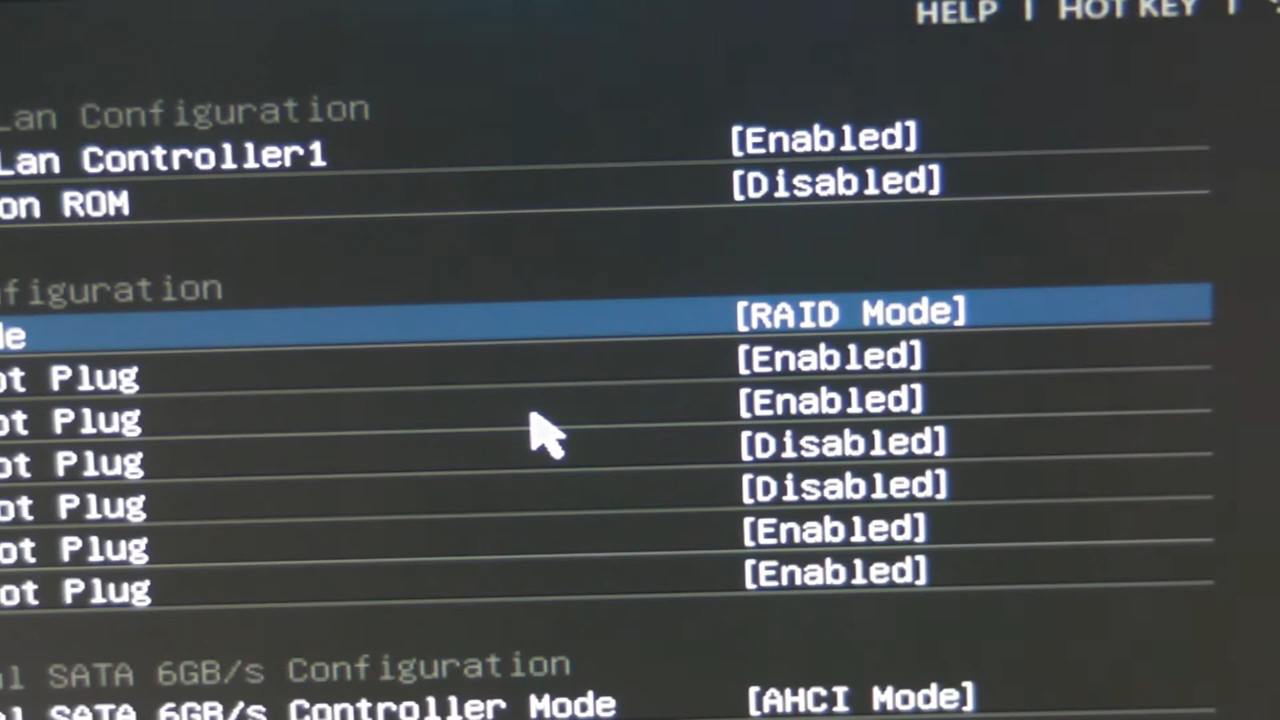 HELP | HOT KEY |
Lan Configuration
Lan Controller1 [Enabled]
on ROM [Disabled]
figuration
de [RAID Mode]
ot Plug [Enabled]
ot Plug [Enabled]
ot Plug [Disabled]
ot Plug [Disabled]
ot Plug [Enabled]
ot Plug [Enabled]
al SATA 6GB/s Configuration
al SATA 6GB/s Controller Mode [AHCI Mode]